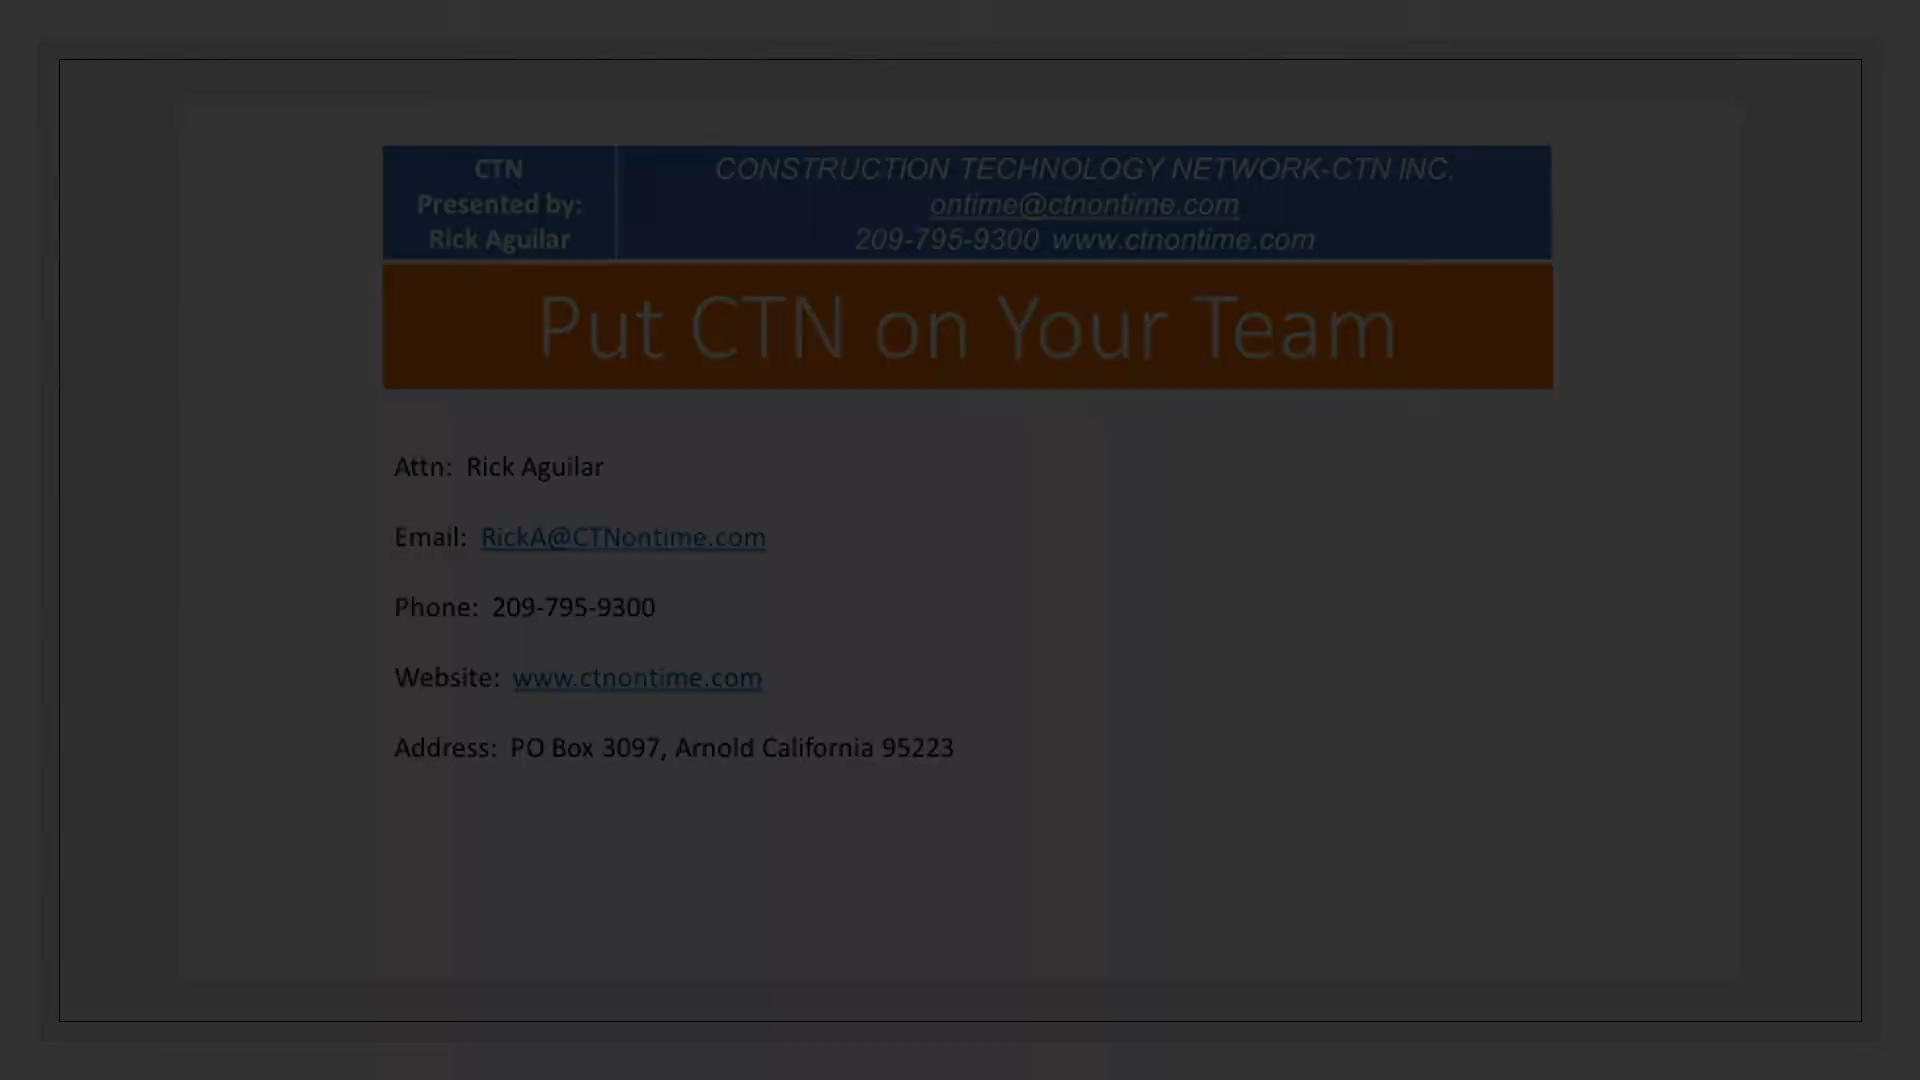 CTN
Presented by:
Rick Aguilar
CONSTRUCTION TECHNOLOGY NETWORK-CTN INC.
ontime@ctnontime.com
209-795-9300 www.ctnontime.com
Put CTN on Your Team
Attn: Rick Aguilar
Email: RickA@CTNontime.com
Phone: 209-795-9300
Website: www.ctnontime.com
Address: PO Box 3097, Arnold California 95223